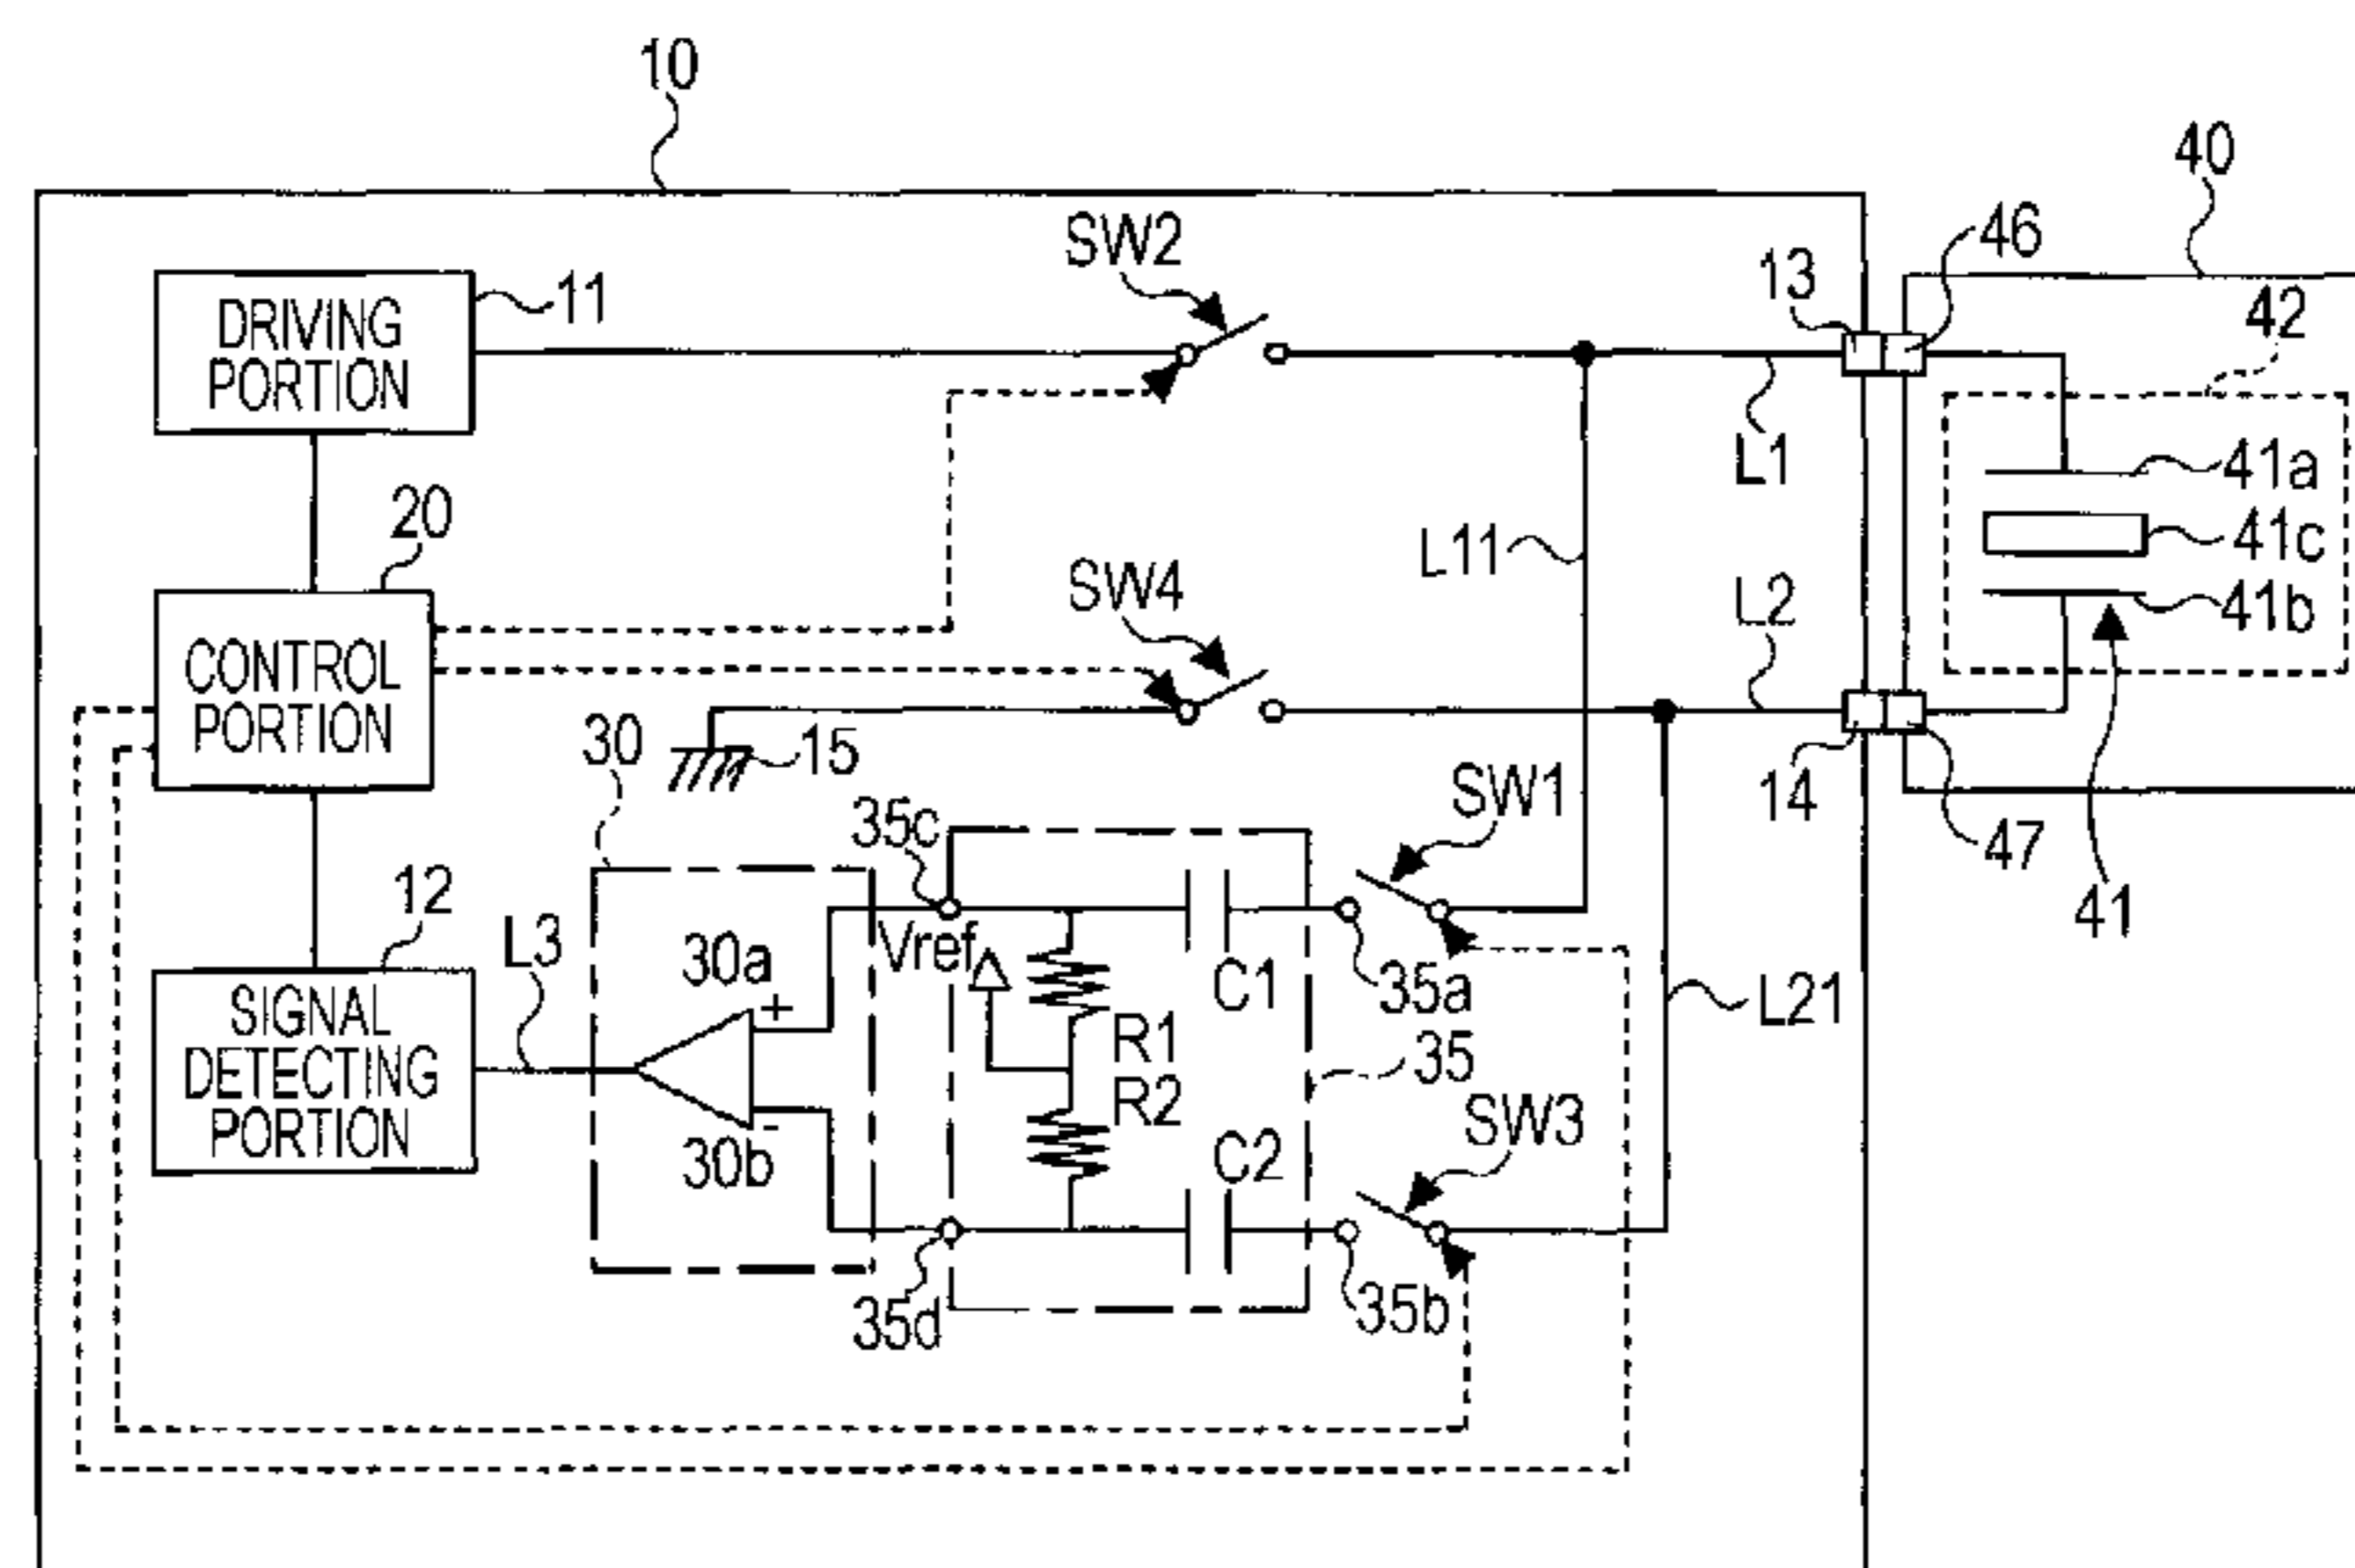 10
40
SW2
46
13
42
DRIVING
PORTION
11
L1
41a
20
41c
L11
SW4
L2
41b
CONTROL
PORTION
30
15
14
SW1
47
35c
41
12
L3
Vref
30a
+
C1
35a
L21
SIGNAL
DETECTING
PORTION
R1
35
R2
SW3
-
30b
C2
35d
35b